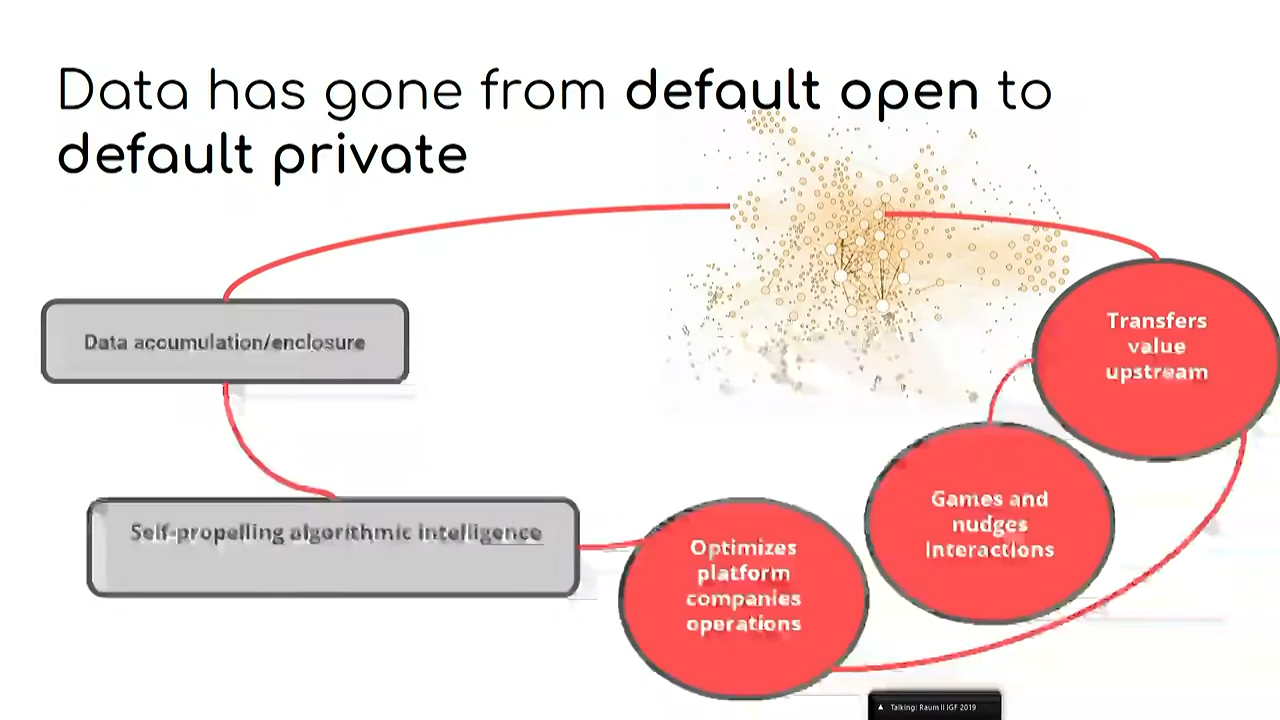 Data has gone from default open to
default private
Data accumulation/enclosure
Self-propelling algorithmic intelligence
Optimizes
platform
companies
operations
Games and
nudges
interactions
Transfers
value
upstream
Talking: Raum II IGF 2019